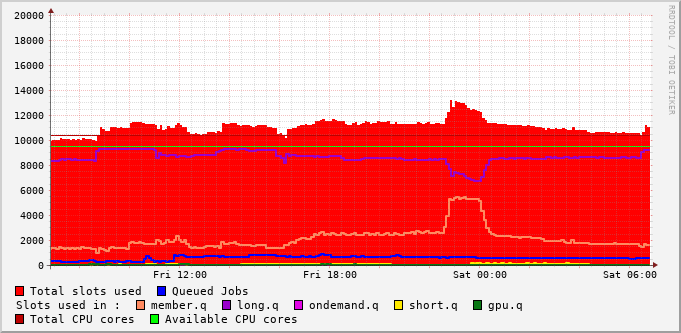 RRDTOOL / TOBI OETIKER
20000
18000
16000
14000
12000
10000
8000
6000
4000
2000
0
Fri 12:00 Fri 18:00 Sat 00:00 Sat 06:00
Total slots used Queued Jobs
Slots used in : member.q long.q ondemand.q short.q gpu.q
Total CPU cores Available CPU cores